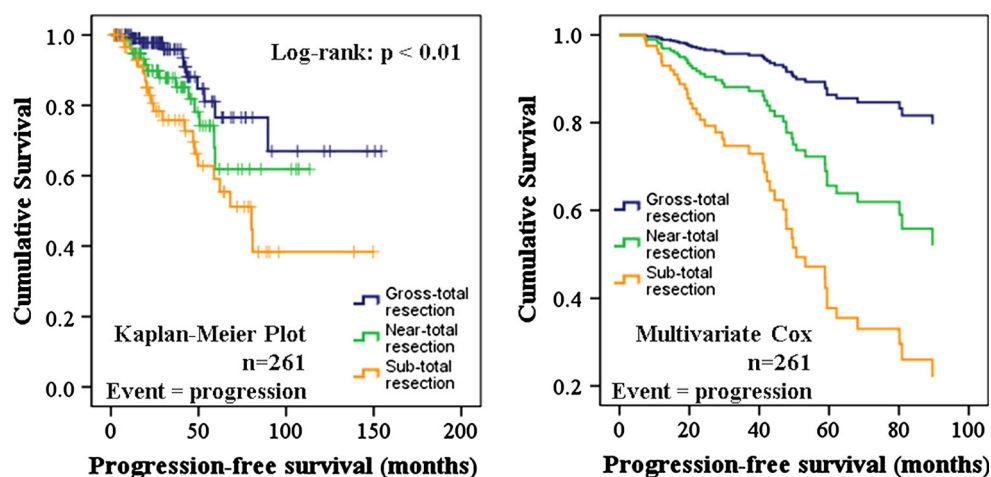 1.0
0.8
0.6
0.4
0.2
0.0
Cumulative Survival
Log-rank: p < 0.01
Gross-total
resection
Near-total
resection
Sub-total
resection
Kaplan-Meier Plot
n=261
Event = progression
0 50 100 150 200
Progression-free survival (months)
1.0
0.8
0.6
0.4
0.2
Cumulative Survival
Gross-total
resection
Near-total
resection
Sub-total
resection
Multivariate Cox
n=261
Event = progression
0 20 40 60 80 100
Progression-free survival (months)